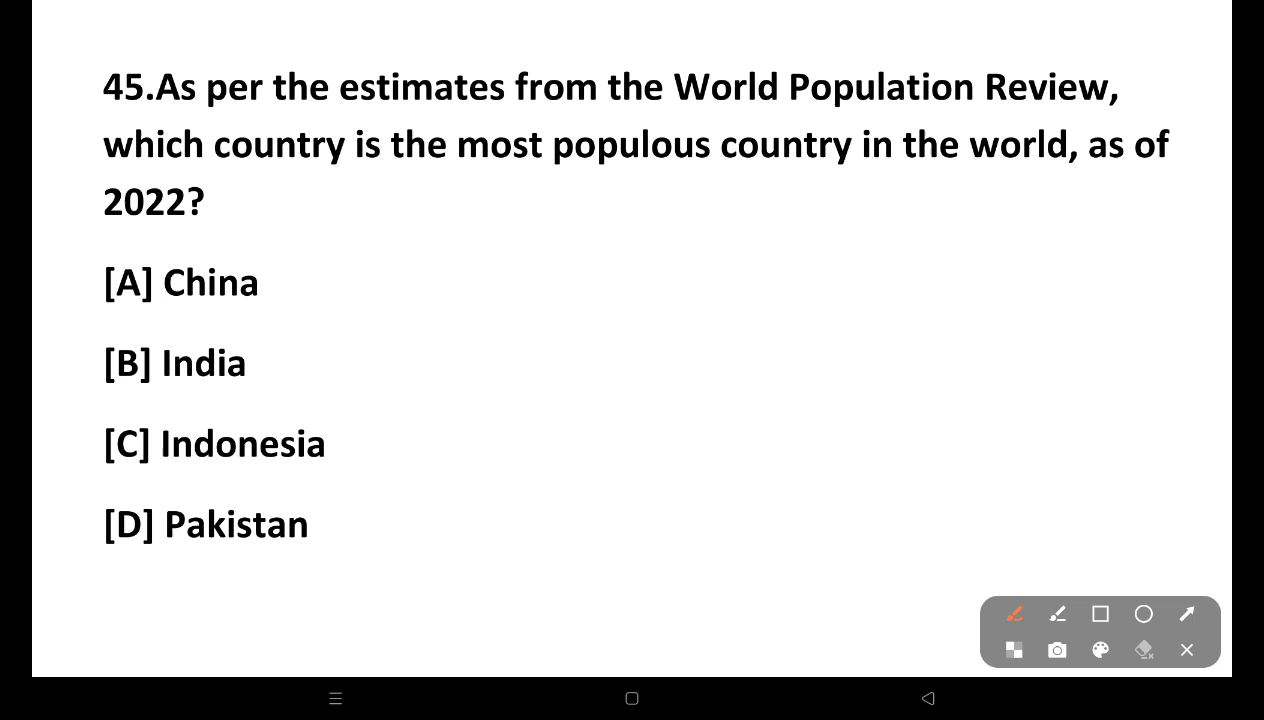 45.As per the estimates from the World Population Review,
which country is the most populous country in the world, as of
2022?
[A] China
[B] India
[C] Indonesia
[D] Pakistan